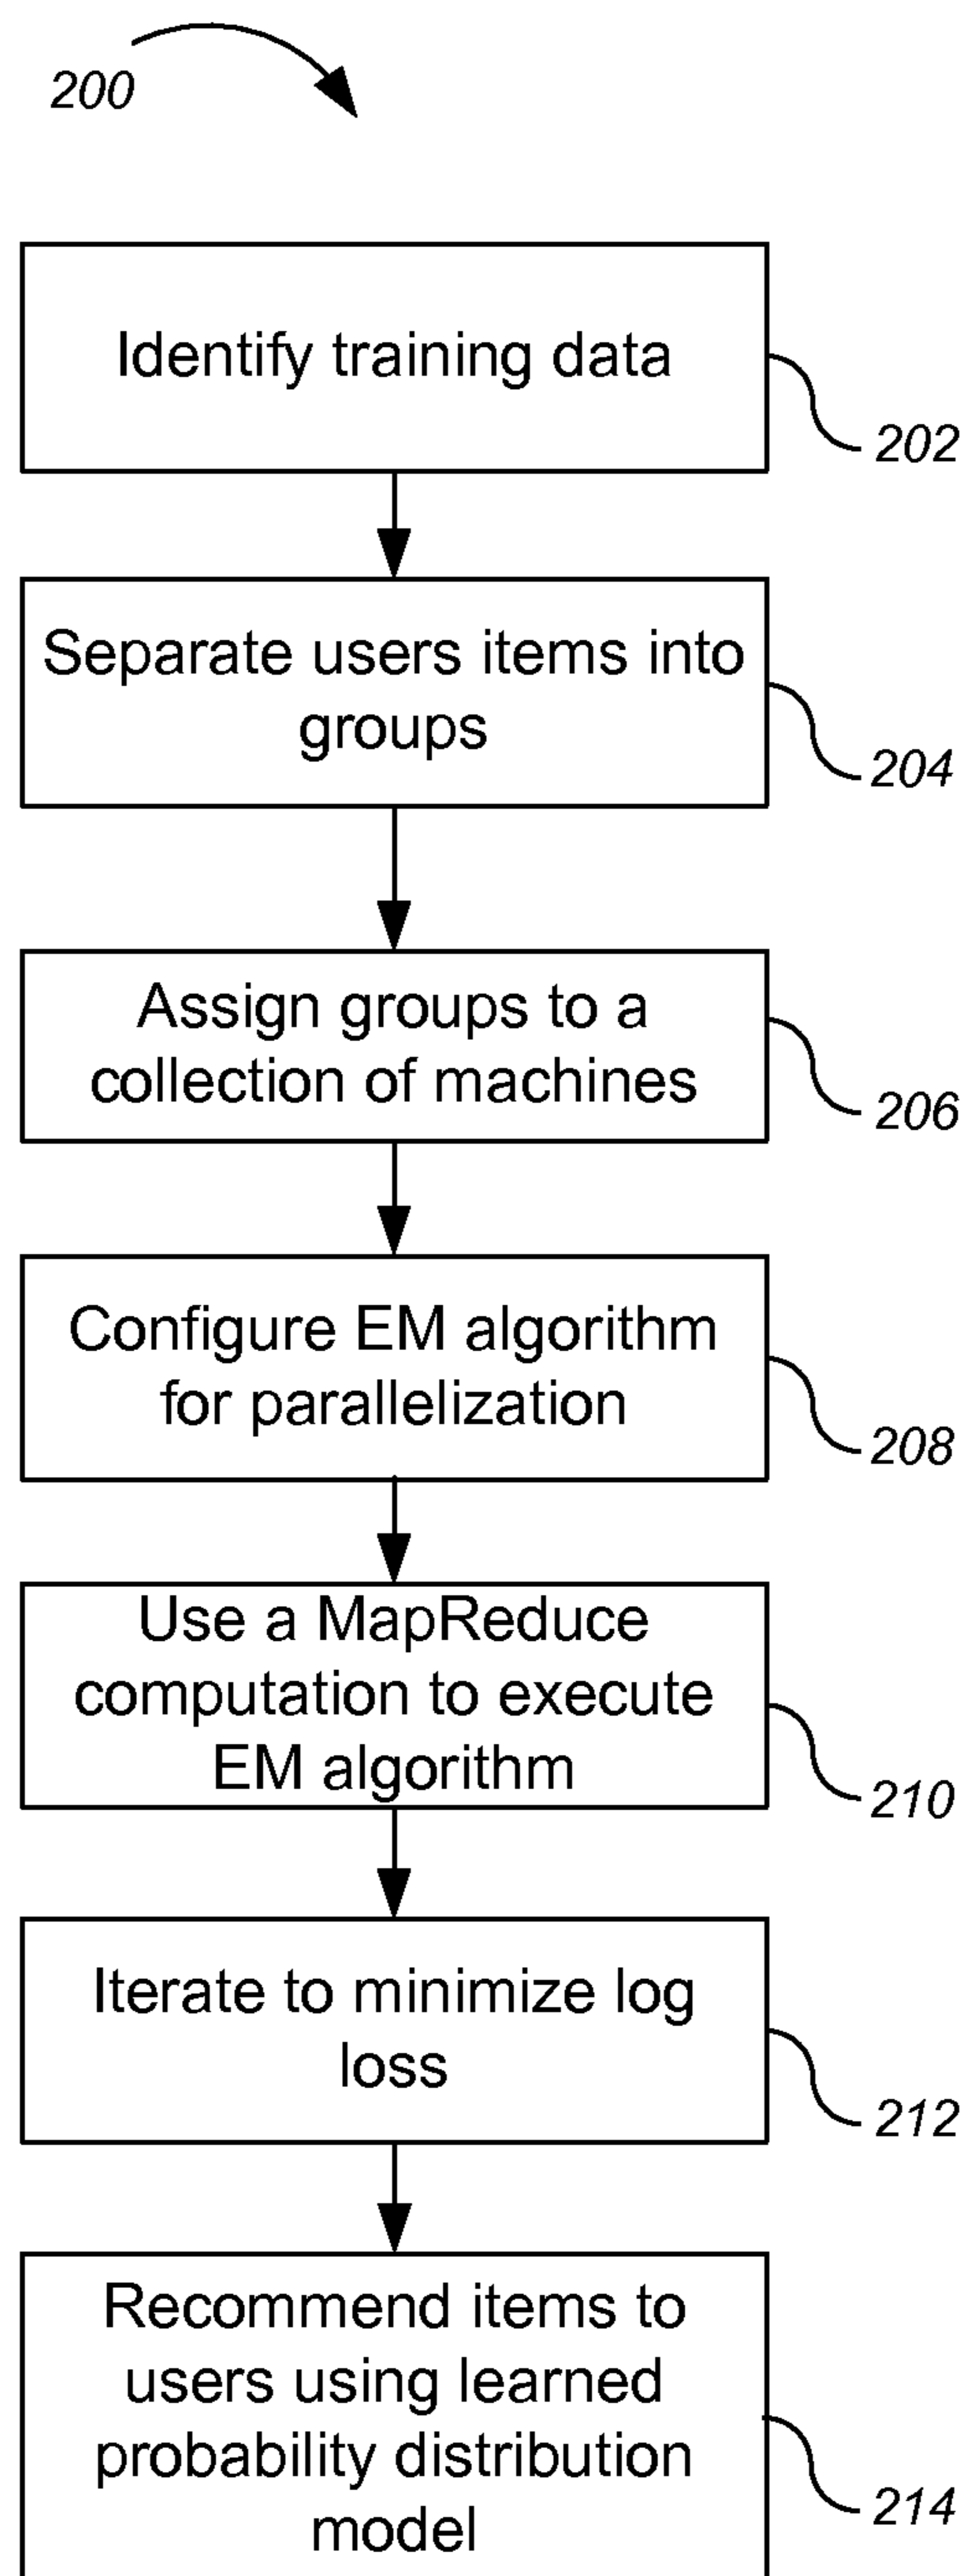 200
Identify training data
202
Separate users items into
groups
204
Assign groups to a
collection of machines
206
Configure EM algorithm
for parallelization
208
Use a MapReduce
computation to execute
EM algorithm
210
Iterate to minimize log
loss
212
Recommend items to
users using learned
probability distribution
model
214